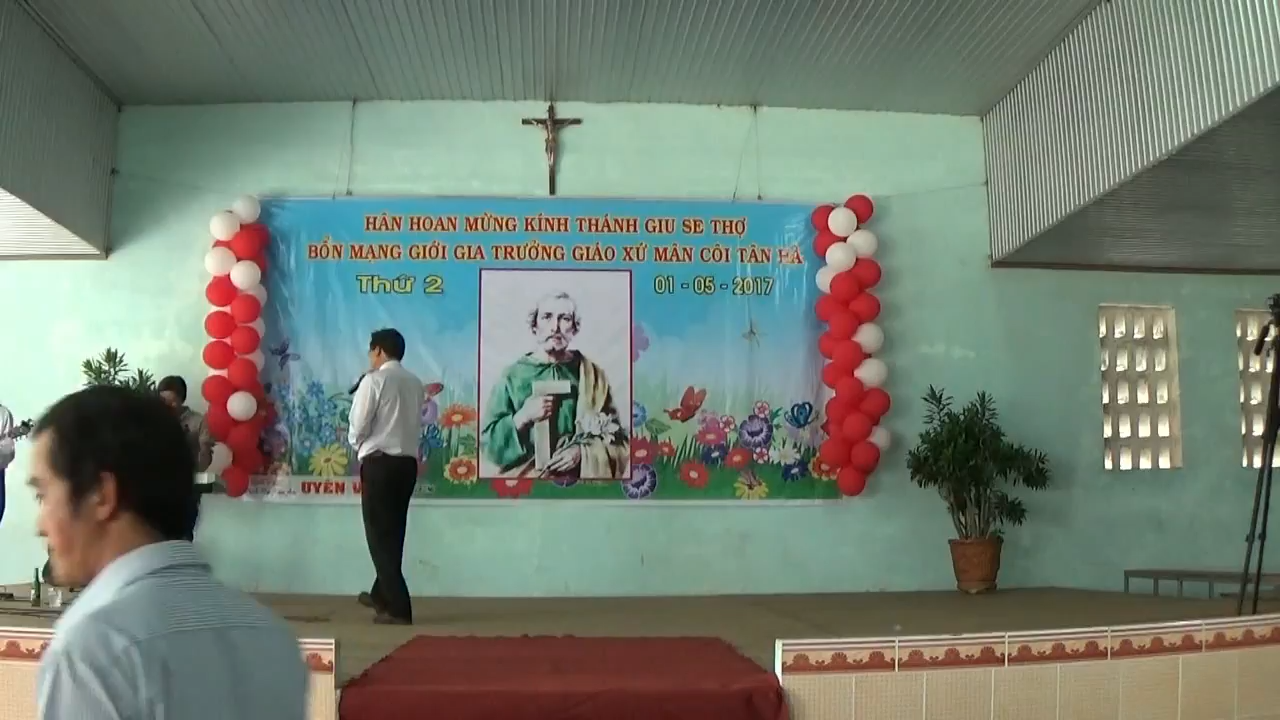 HÂN HOAN MỪNG KÍNH THÁNH GIU SE THỢ
BỔN MẠNG GIỚI GIA TRƯỞNG GIÁO XỨ MÂN CÔI TÂN HÀ
Thứ 2
01 - 05 - 2017
UYÊN